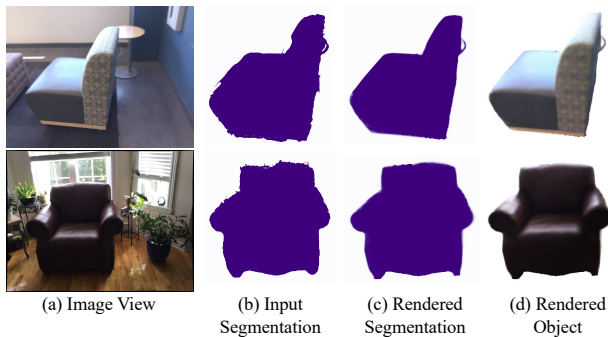 (a) Image View
(b) Input
Segmentation
(c) Rendered
Segmentation
(d) Rendered
Object